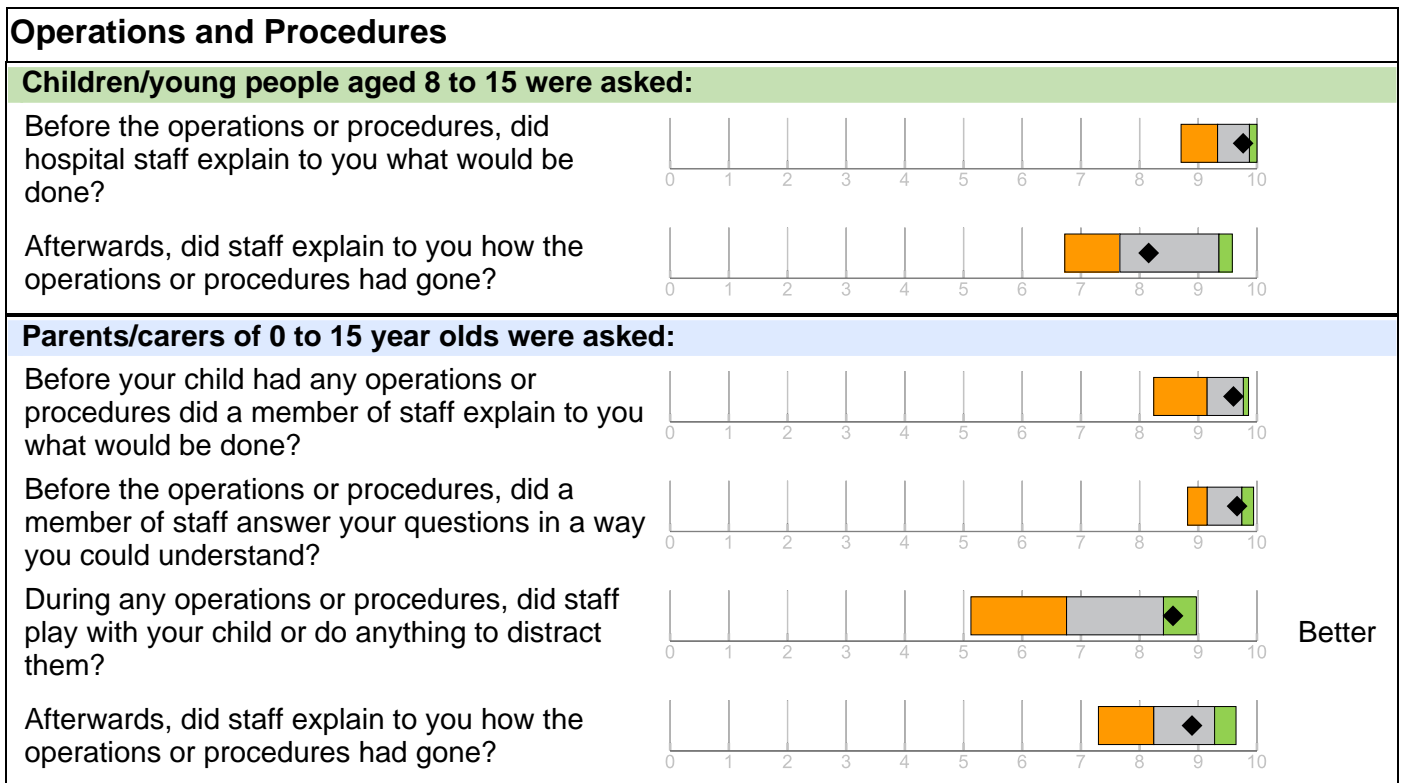 Operations and Procedures
Children/young people aged 8 to 15 were asked:
Before the operations or procedures, did
hospital staff explain to you what would be
done?
0 1 2 3 4 5 6 7 8 9 10
Afterwards, did staff explain to you how the
operations or procedures had gone?
0 1 2 3 4 5 6 7 8 9 10
Parents/carers of 0 to 15 year olds were asked:
Before your child had any operations or
procedures did a member of staff explain to you
what would be done?
0 1 2 3 4 5 6 7 8 9 10
Before the operations or procedures, did a
member of staff answer your questions in a way
you could understand?
0 1 2 3 4 5 6 7 8 9 10
During any operations or procedures, did staff
play with your child or do anything to distract
them?
0 1 2 3 4 5 6 7 8 9 10
Better
Afterwards, did staff explain to you how the
operations or procedures had gone?
0 1 2 3 4 5 6 7 8 9 10